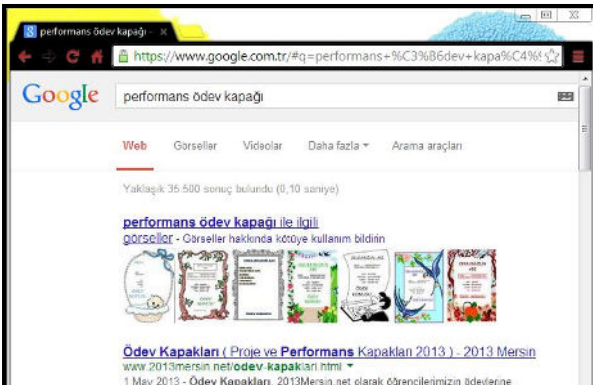 performans ödev kapağı -
https://www.google.com.tr/#q=performans+%C3%B6dev+kapa%C4%9
Google
performans ödev kapağı
Web Görseller Videolar Daha fazla Arama araçları
Yaklaşık 35.500 sonuç bulundu (0,10 saniye)
performans ödev kapağı ile ilgili
görseller - Görseller hakkında kötüye kullanım bildirin
Ödev Kapakları ( Proje ve Performans Kapakları 2013 ) - 2013 Mersin
www.2013mersin.net/odev-kapaklari.html
1 May 2013 - Ödev Kapakları, 2013Mersin.net olarak öğrencilerimizin ödevlerine